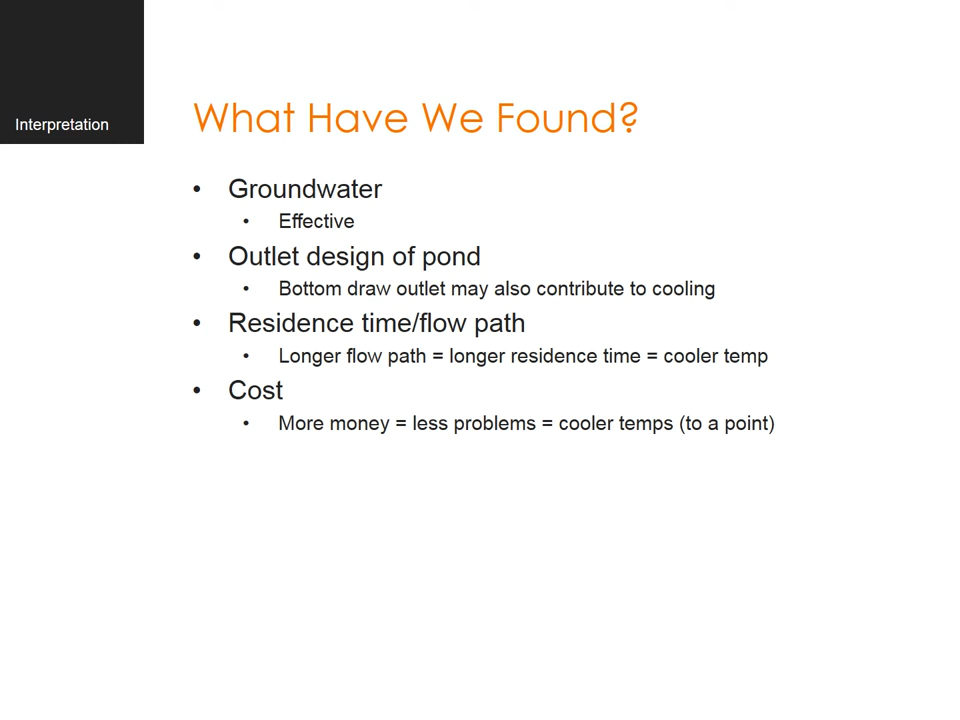 Interpretation
What Have We Found?
• Groundwater
• Effective
• Outlet design of pond
• Bottom draw outlet may also contribute to cooling
• Residence time/flow path
• Longer flow path = longer residence time = cooler temp
• Cost
• More money = less problems = cooler temps (to a point)